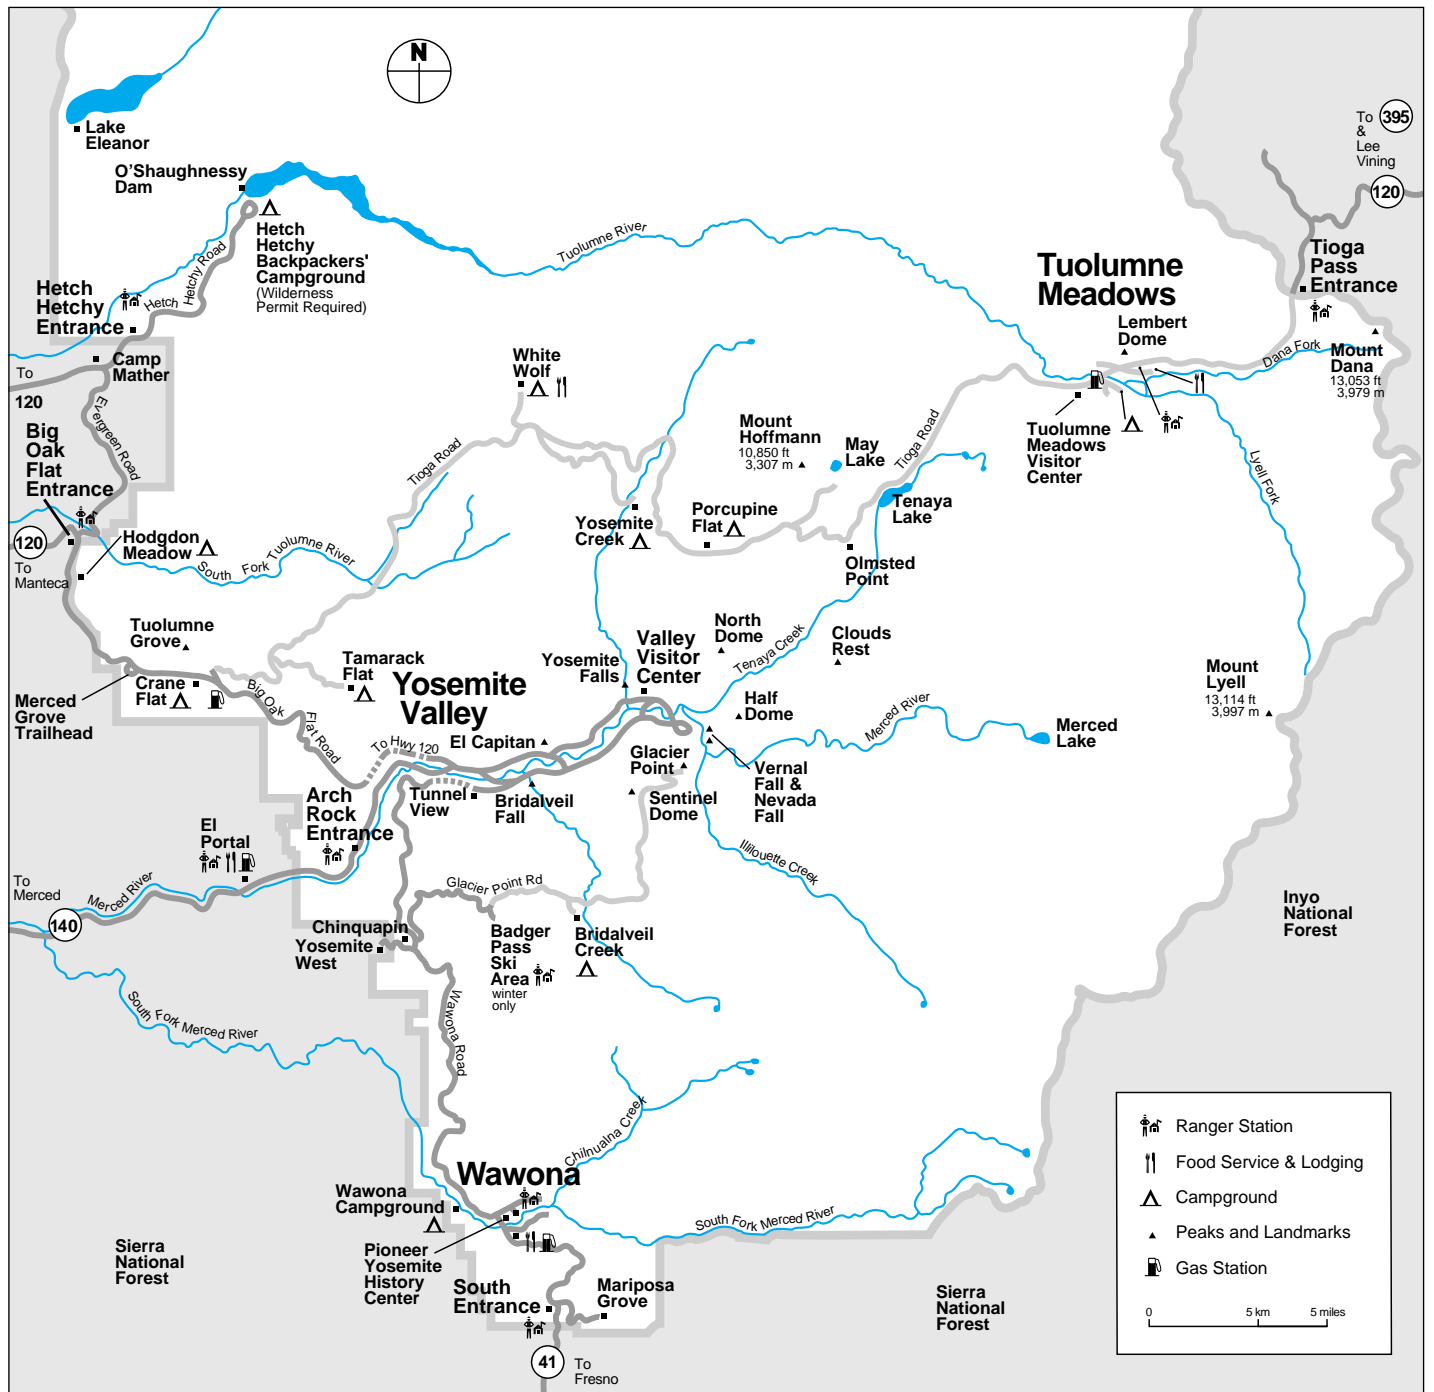 N
Lake
Eleanor
O'Shaughnessy
Dam
Hetch
Hetchy
Backpackers'
Campground
(Wilderness
Permit Required)
Hetch Hetchy Road
Hetch
Hetchy
Entrance
Camp
Mather
To
120
Evergreen Road
Big
Oak
Flat
Entrance
120
To
Manteca
Hodgdon
Meadow
South Fork Tuolumne River
Tuolumne River
To
&
Lee
Vining
395
120
Tioga
Pass
Entrance
Tuolumne
Meadows
Lembert
Dome
Dana Fork
Mount
Dana
13,053 ft
3,979 m
White
Wolf
Tioga Road
Mount
Hoffmann
10,850 ft
3,307 m
May
Lake
Tioga Road
Tuolumne
Meadows
Visitor
Center
Lyell Fork
Tenaya
Lake
Yosemite
Creek
Porcupine
Flat
Olmsted
Point
Tuolumne
Grove
Crane
Flat
Merced
Grove
Trailhead
Tamarack
Flat
Big Oak Flat Road
Yosemite
Valley
Yosemite
Falls
Valley
Visitor
Center
North
Dome
Tenaya Creek
Clouds
Rest
Half
Dome
Merced River
Merced
Lake
Mount
Lyell
13,114 ft
3,997 m
To Hwy 120
El Capitan
Glacier
Point
Sentinel
Dome
Vernal
Fall &
Nevada
Fall
Tunnel
View
Bridalveil
Fall
Arch
Rock
Entrance
El
Portal
To
Merced
Merced River
140
Illilouette Creek
Glacier Point Rd
Chinquapin
Yosemite
West
Badger
Pass
Ski
Area
winter
only
Bridalveil
Creek
Inyo
National
Forest
South Fork Merced River
Wawona Road
Chilnualna Creek
Wawona
Wawona
Campground
Pioneer
Yosemite
History
Center
South Fork Merced River
South
Entrance
Mariposa
Grove
Sierra
National
Forest
Sierra
National
Forest
41
To
Fresno
Ranger Station
Food Service & Lodging
Campground
Peaks and Landmarks
Gas Station
0
5 km
5 miles